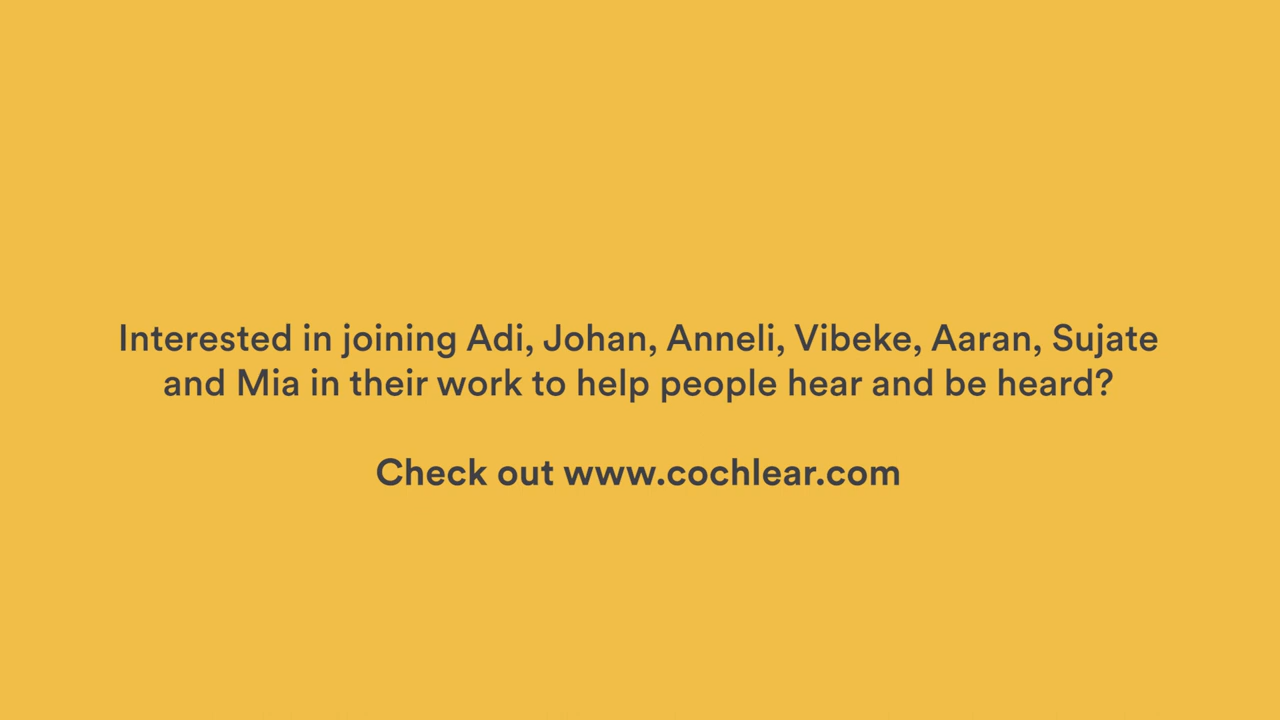 Interested in joining Adi, Johan, Anneli, Vibeke, Aaran, Sujate
and Mia in their work to help people hear and be heard?
Check out www.cochlear.com